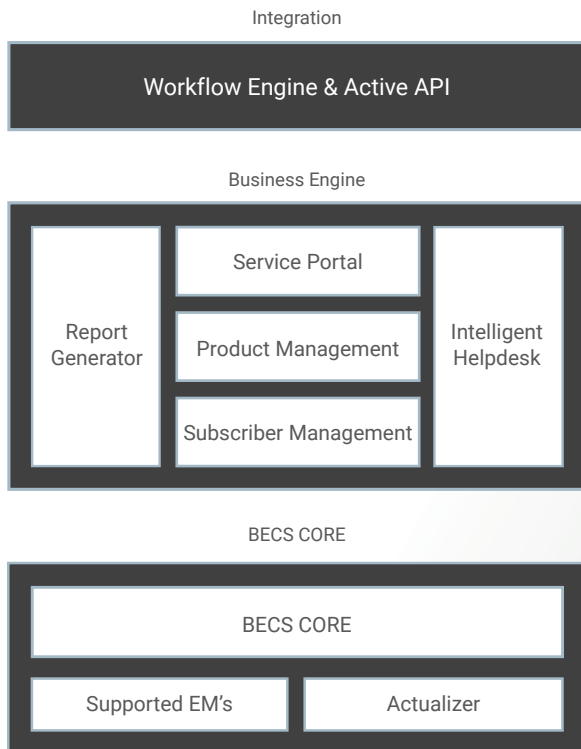 Integration
Workflow Engine & Active API
Business Engine
Report
Generator
Service Portal
Product Management
Subscriber Management
Intelligent
Helpdesk
BECS CORE
BECS CORE
Supported EM's
Actualizer